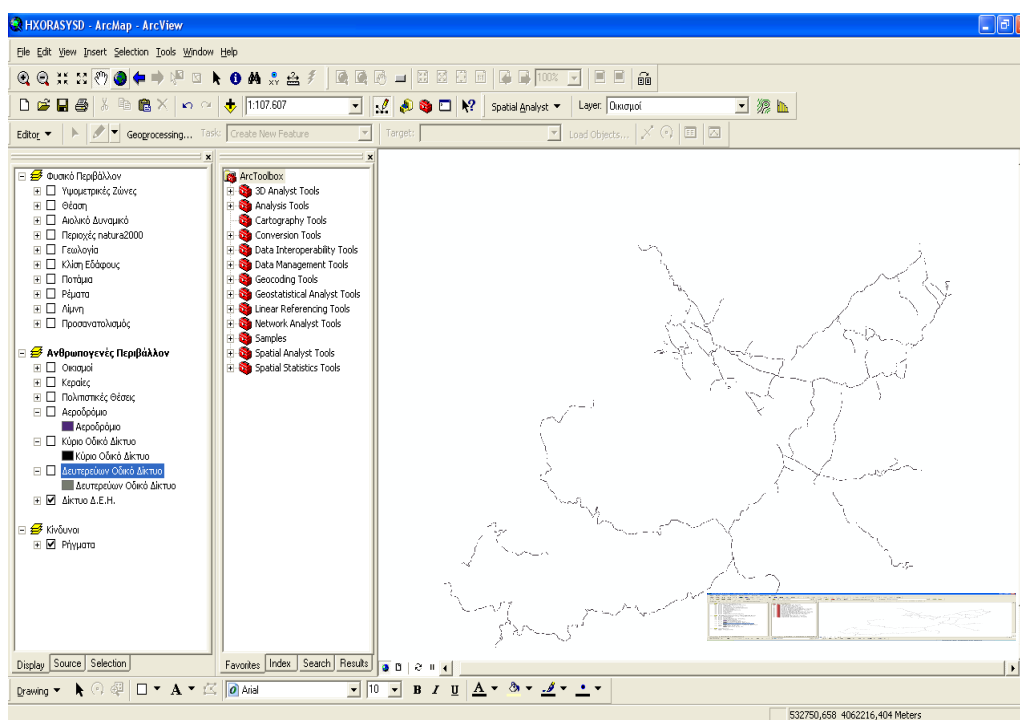 HXORASYSD - ArcMap - ArcView
File Edit View Insert Selection Tools Window Help
100%
1:107.607
Spatial Analyst
Layer: Οικισμοί
Editor
Geoprocessing...
Task: Create New Feature
Target:
Load Objects...
Φυσικό Περιβάλλον
Υψομετρικές Ζώνες
Θέαση
Αιολικό Δυναμικό
Περιοχές natura2000
Γεωλογία
Κλίση Εδάφους
Ποτάμια
Ρέματα
Λίμνη
Προσανατολισμός
Ανθρωπογενές Περιβάλλον
Οικισμοί
Κεραίες
Πολιτιστικές Θέσεις
Αεροδρόμιο
Αεροδρόμιο
Κύριο Οδικό Δίκτυο
Κύριο Οδικό Δίκτυο
Δευτερεύων Οδικό Δίκτυο
Δευτερεύων Οδικό Δίκτυο
Δίκτυο Δ.Ε.Η.
Κίνδυνοι
Ρήγματα
Display Source Selection
ArcToolbox
3D Analyst Tools
Analysis Tools
Cartography Tools
Conversion Tools
Data Interoperability Tools
Data Management Tools
Geocoding Tools
Geostatistical Analyst Tools
Linear Referencing Tools
Network Analyst Tools
Samples
Spatial Analyst Tools
Spatial Statistics Tools
Favorites Index Search Results
Drawing
A
Arial
10
B I U A
532750,658 4062216,404 Meters